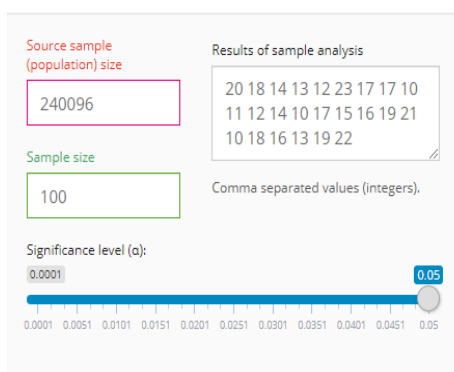 Source sample
(population) size
240096
Results of sample analysis
20 18 14 13 12 23 17 17 10
11 12 14 10 17 15 16 19 21
10 18 16 13 19 22
Sample size
100
Comma separated values (integers).
Significance level (α):
0.0001
0.05
0.0001 0.0051 0.0101 0.0151 0.0201 0.0251 0.0301 0.0351 0.0401 0.0451 0.05